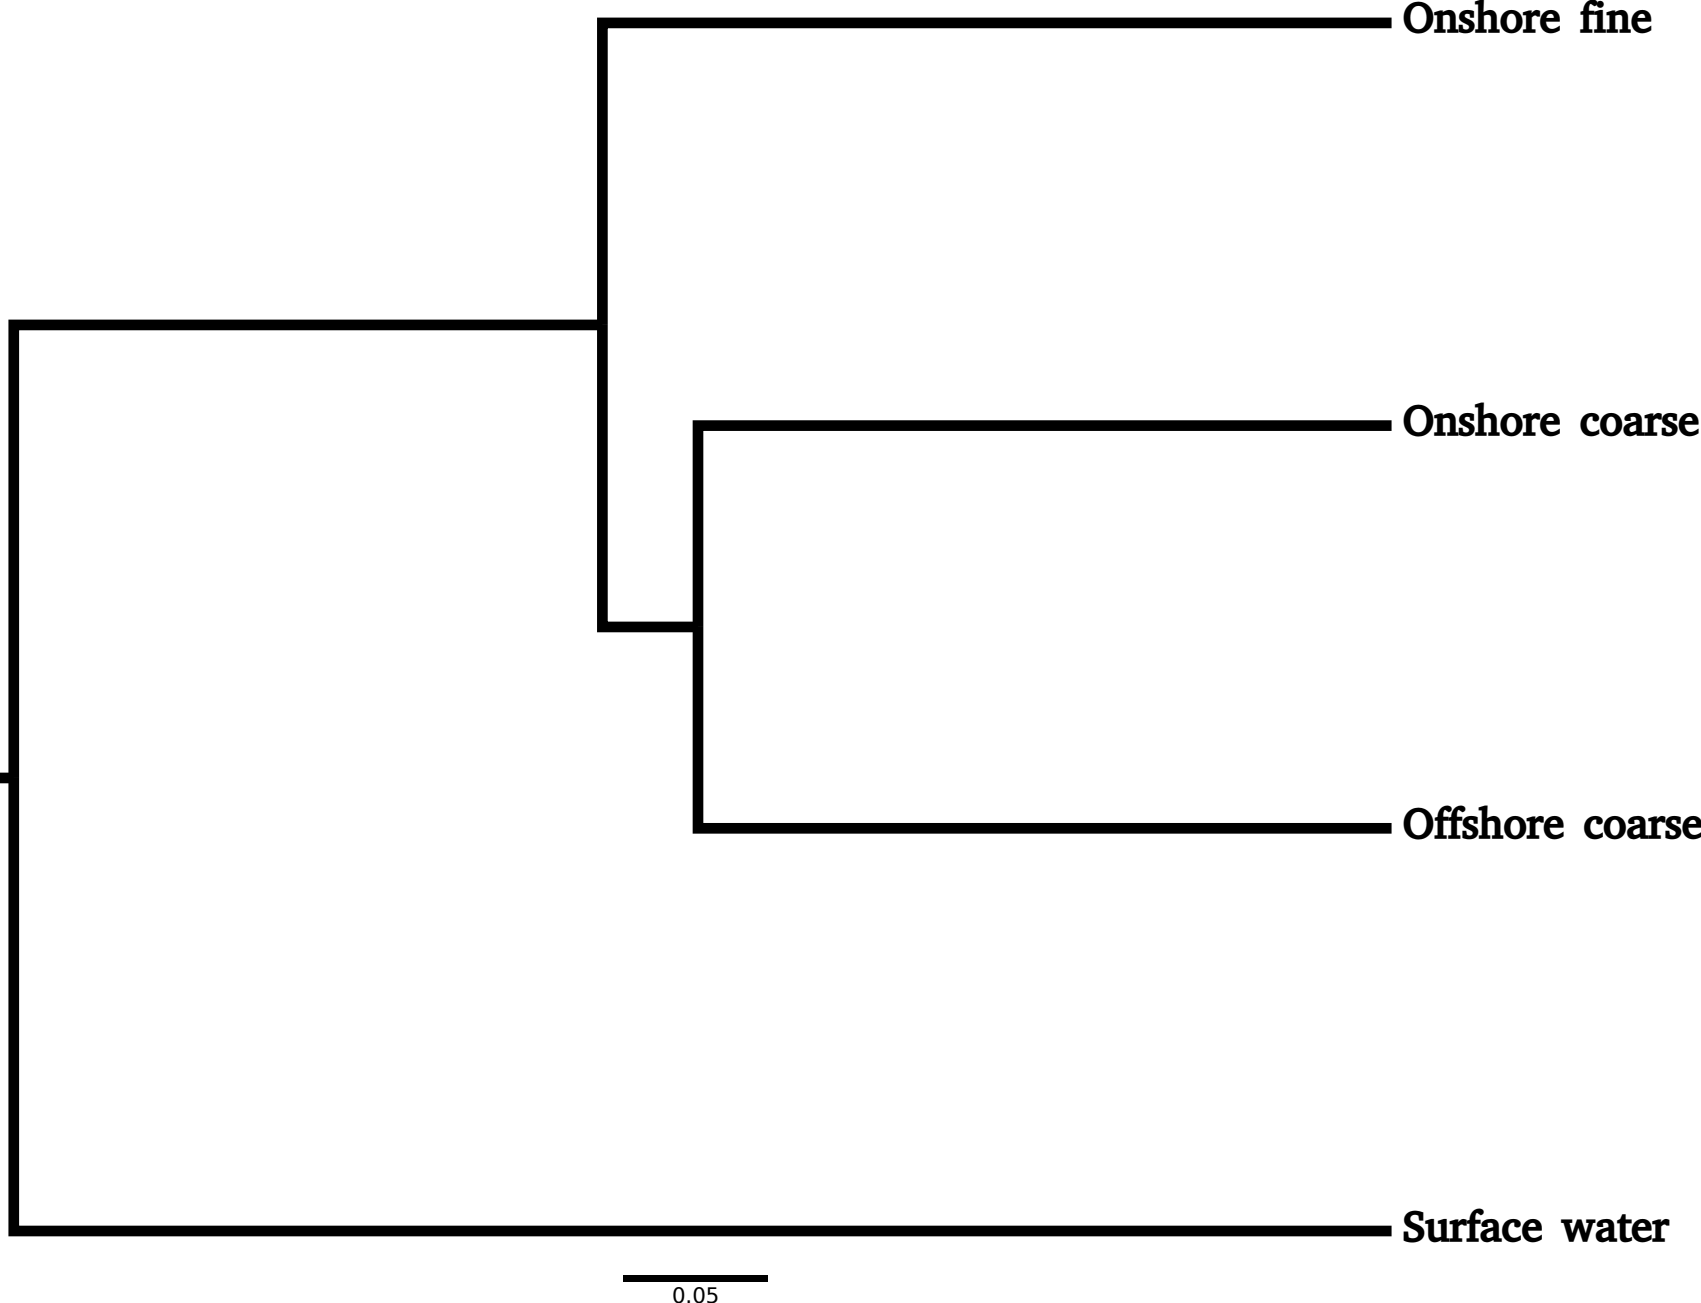 Onshore fine
Onshore coarse
Offshore coarse
Surface water
0.05